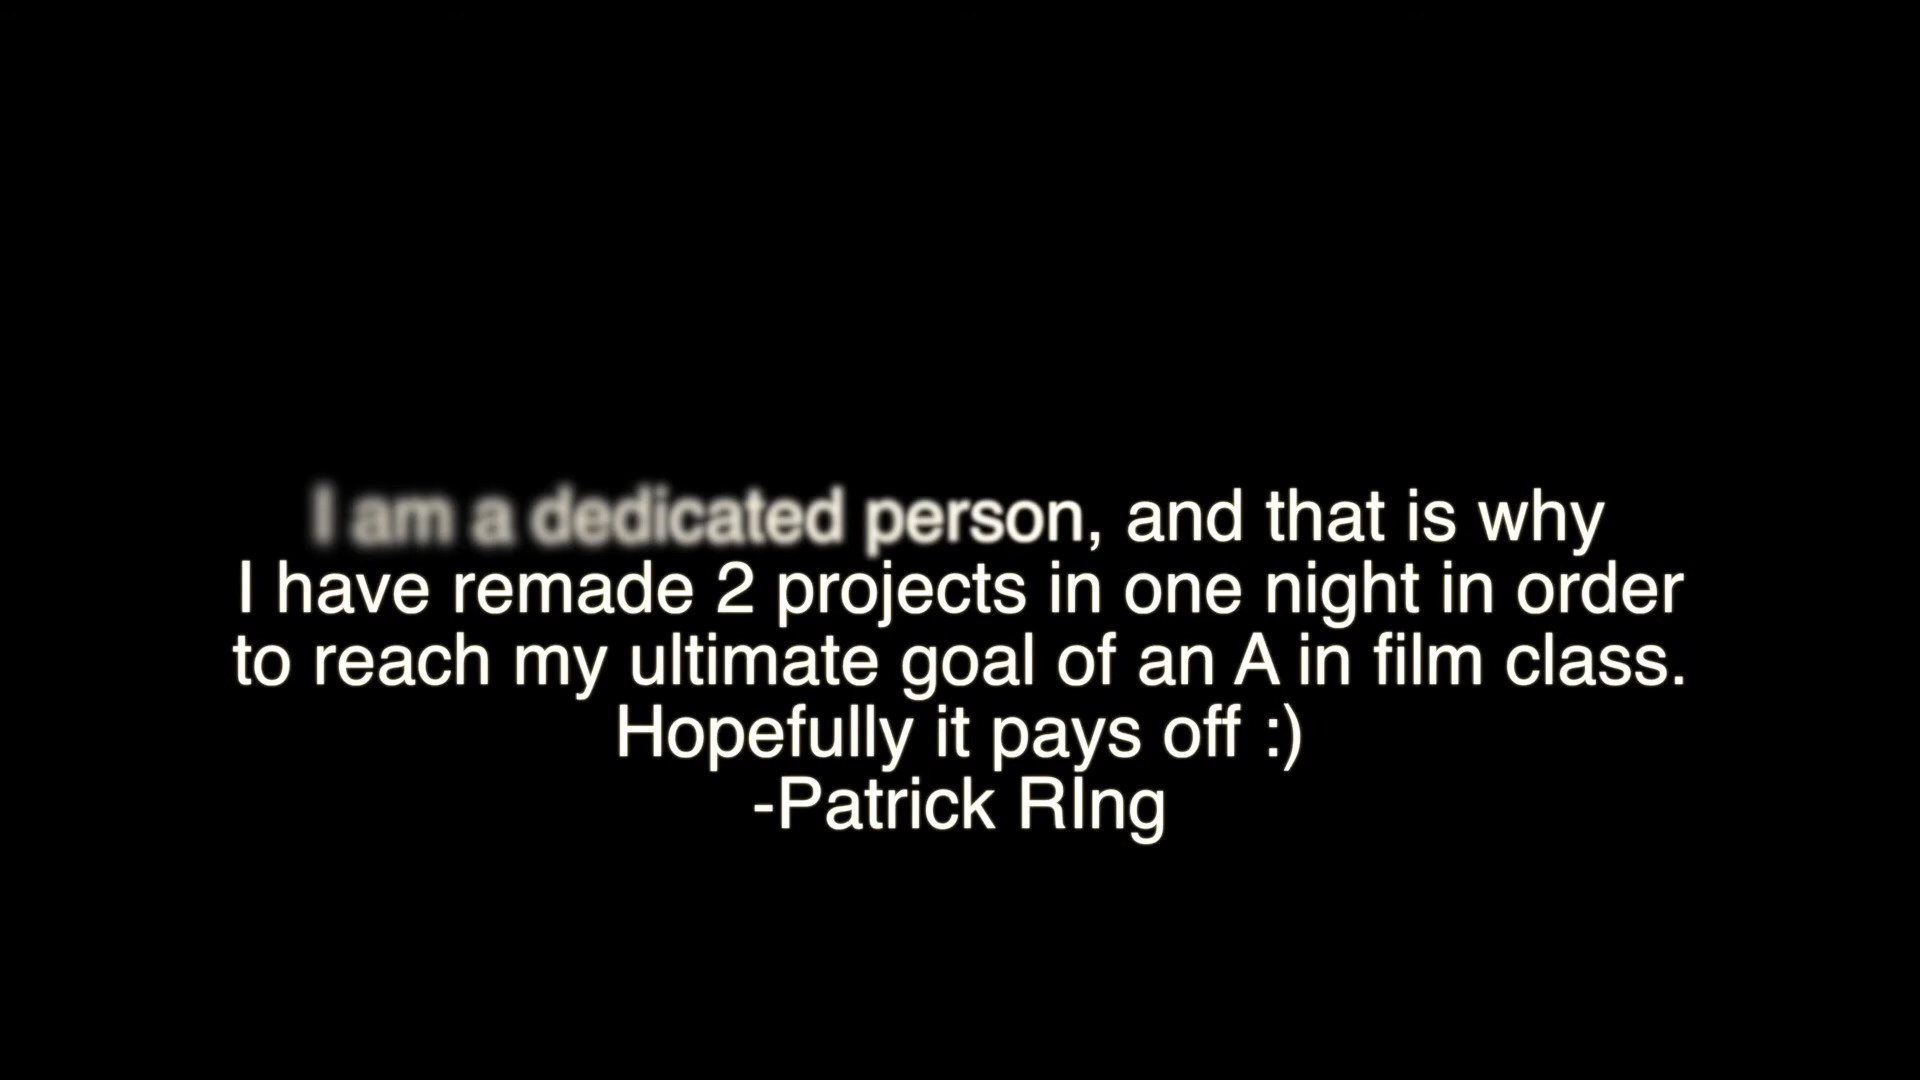 I am a dedicated person, and that is why
I have remade 2 projects in one night in order
to reach my ultimate goal of an A in film class.
Hopefully it pays off :)
-Patrick RIng